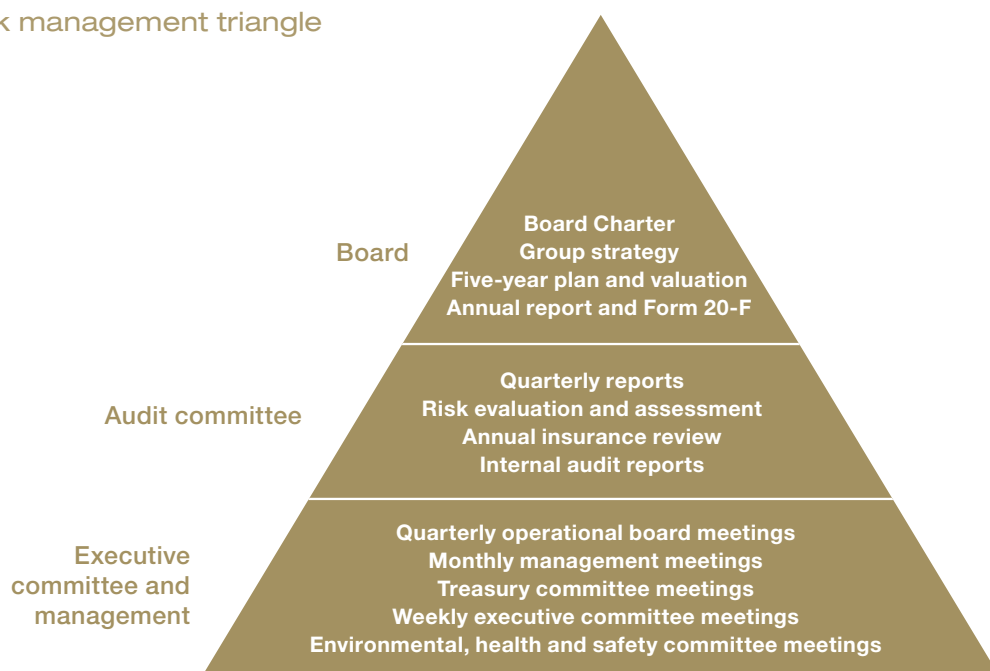 k management triangle
Board
Board Charter
Group strategy
Five-year plan and valuation
Annual report and Form 20-F
Audit committee
Quarterly reports
Risk evaluation and assessment
Annual insurance review
Internal audit reports
Executive
committee and
management
Quarterly operational board meetings
Monthly management meetings
Treasury committee meetings
Weekly executive committee meetings
Environmental, health and safety committee meetings